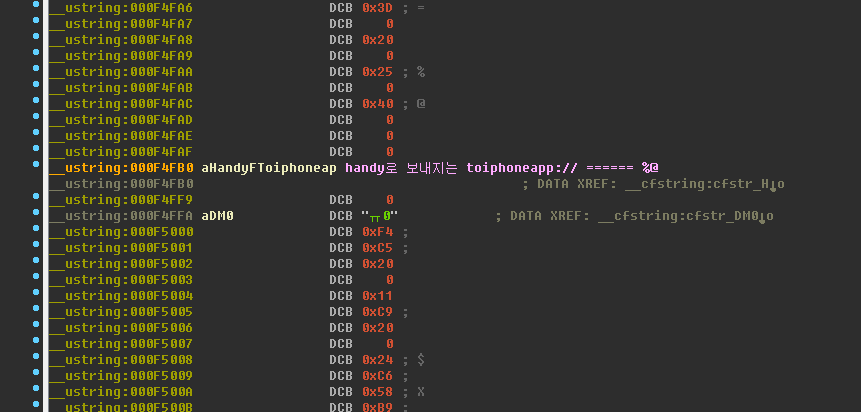 __ustring:000F4FA6 DCB 0x3D ; =
__ustring:000F4FA7 DCB 0
__ustring:000F4FA8 DCB 0x20
__ustring:000F4FA9 DCB 0
__ustring:000F4FAA DCB 0x25 ; %
__ustring:000F4FAB DCB 0
__ustring:000F4FAC DCB 0x40 ; @
__ustring:000F4FAD DCB 0
__ustring:000F4FAE DCB 0
__ustring:000F4FAF DCB 0
__ustring:000F4FB0 aHandyFToiphoneap handy로 보내지는 toiphoneapp:// ====== %@
__ustring:000F4FB0 ; DATA XREF: __cfstring:cfstr_H↓o
__ustring:000F4FF9 DCB 0
__ustring:000F4FFA aDM0 DCB "ㅠ0" ; DATA XREF: __cfstring:cfstr_DM0↓o
__ustring:000F5000 DCB 0xF4 ;
__ustring:000F5001 DCB 0xC5 ;
__ustring:000F5002 DCB 0x20
__ustring:000F5003 DCB 0
__ustring:000F5004 DCB 0x11
__ustring:000F5005 DCB 0xC9 ;
__ustring:000F5006 DCB 0x20
__ustring:000F5007 DCB 0
__ustring:000F5008 DCB 0x24 ; $
__ustring:000F5009 DCB 0xC6 ;
__ustring:000F500A DCB 0x58 ; X
__ustring:000F500B DCB 0xB9 ;